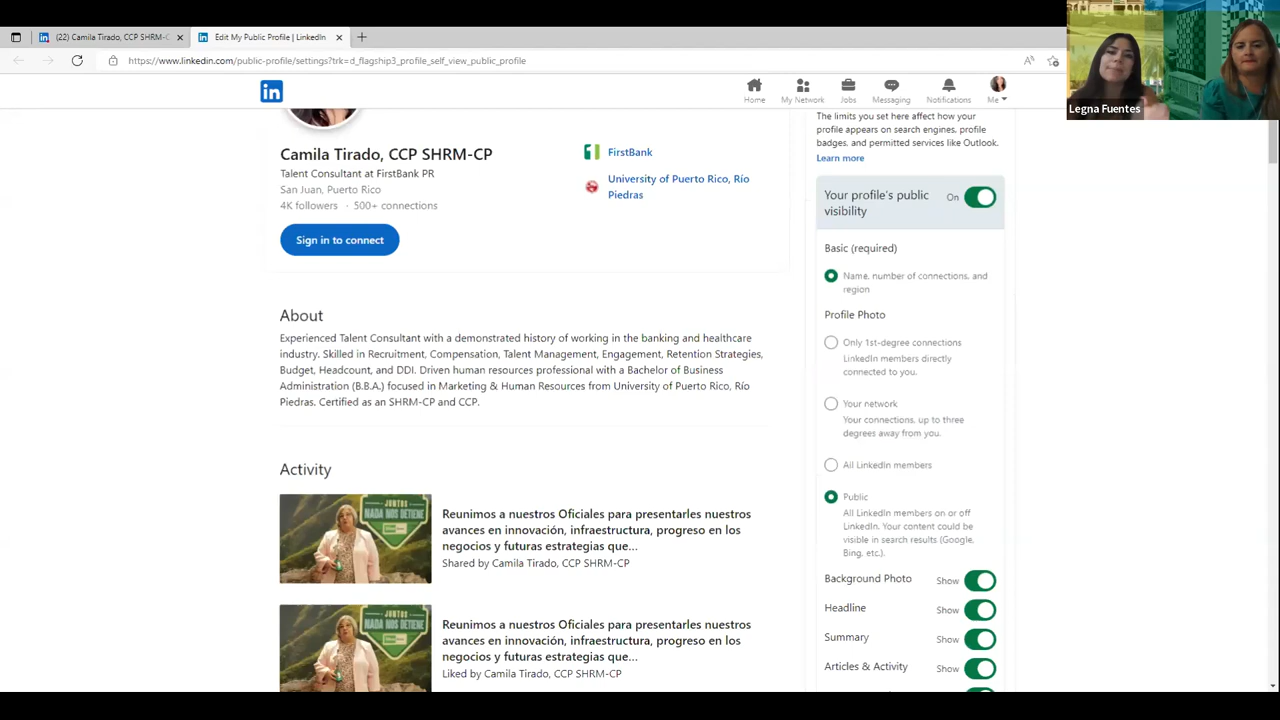 (22) Camila Tirado, CCP SHRM-C
Edit My Public Profile | LinkedIn
https://www.linkedin.com/public-profile/settings?trk=d_flagship3_profile_self_view_public_profile
Legna Fuentes
in
Home
My Network
Jobs
Messaging
Notifications
Me
Camila Tirado, CCP SHRM-CP
Talent Consultant at FirstBank PR
San Juan, Puerto Rico
4K followers · 500+ connections
Sign in to connect
FirstBank
University of Puerto Rico, Río
Piedras
About
Experienced Talent Consultant with a demonstrated history of working in the banking and healthcare
industry. Skilled in Recruitment, Compensation, Talent Management, Engagement, Retention Strategies,
Budget, Headcount, and DDI. Driven human resources professional with a Bachelor of Business
Administration (B.B.A.) focused in Marketing & Human Resources from University of Puerto Rico, Río
Piedras. Certified as an SHRM-CP and CCP.
Activity
JUNTOS
NADA NOS
DETIENE
Reunimos a nuestros Oficiales para presentarles nuestros
avances en innovación, infraestructura, progreso en los
negocios y futuras estrategias que...
Shared by Camila Tirado, CCP SHRM-CP
JUNTOS
NADA NOS
DETIENE
Reunimos a nuestros Oficiales para presentarles nuestros
avances en innovación, infraestructura, progreso en los
negocios y futuras estrategias que...
Liked by Camila Tirado, CCP SHRM-CP
The limits you set here affect how your
profile appears on search engines, profile
badges, and permitted services like Outlook.
Learn more
Your profile's public
visibility
On
Basic (required)
Name, number of connections, and
region
Profile Photo
Only 1st-degree connections
LinkedIn members directly
connected to you.
Your network
Your connections, up to three
degrees away from you.
All LinkedIn members
Public
All LinkedIn members on or off
LinkedIn. Your content could be
visible in search results (Google,
Bing, etc.).
Background Photo Show
Headline Show
Summary Show
Articles & Activity Show